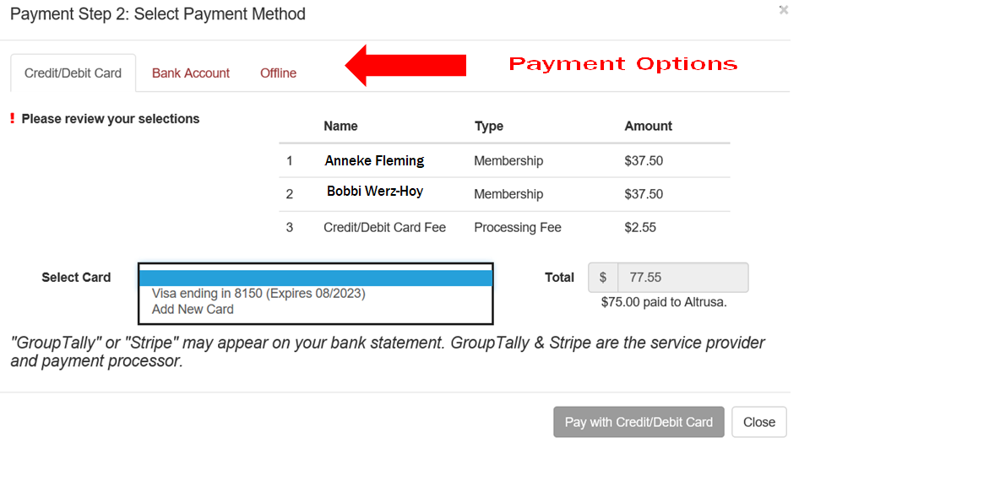 Payment Step 2: Select Payment Method ×
Credit/Debit Card Bank Account Offline Payment Options
! Please review your selections
Name Type Amount
1 Anneke Fleming Membership $37.50
2 Bobbi Werz-Hoy Membership $37.50
3 Credit/Debit Card Fee Processing Fee $2.55
Select Card Total $ 77.55
Visa ending in 8150 (Expires 08/2023)
$75.00 paid to Altrusa.
Add New Card
"GroupTally" or "Stripe" may appear on your bank statement. GroupTally & Stripe are the service provider
and payment processor.
Pay with Credit/Debit Card Close